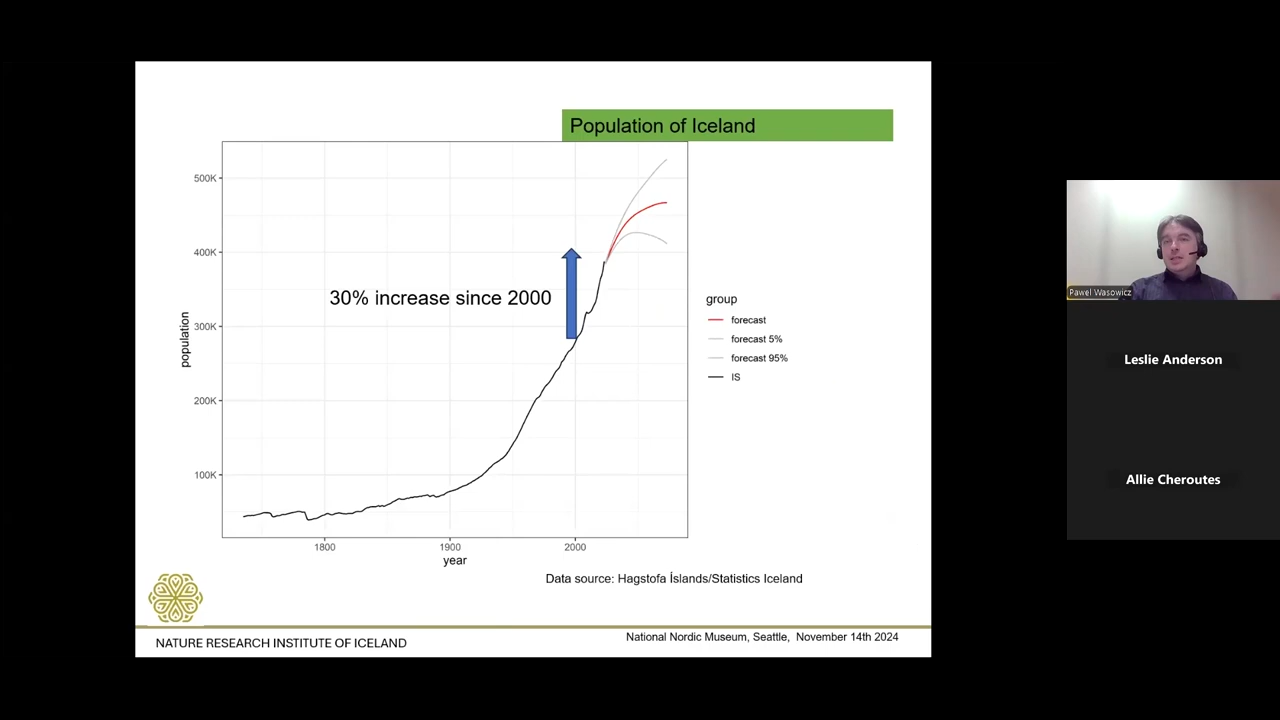 Population of Iceland
500K
400K
300K
200K
100K
population
30% increase since 2000
1800
1900
2000
year
group
forecast
forecast 5%
forecast 95%
IS
Data source: Hagstofa Íslands/Statistics Iceland
NATURE RESEARCH INSTITUTE OF ICELAND
National Nordic Museum, Seattle, November 14th 2024
Pawel Wasowicz
Leslie Anderson
Allie Cheroutes